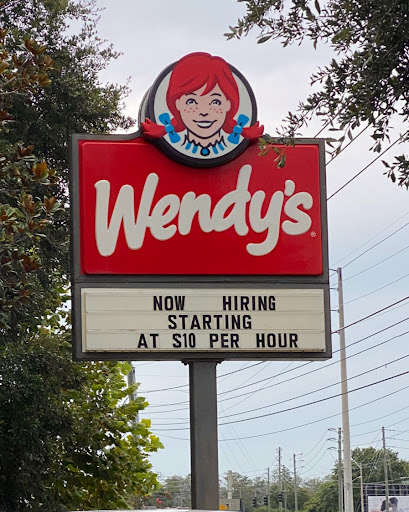 Wendy's®
NOW HIRING
STARTING
AT $10 PER HOUR